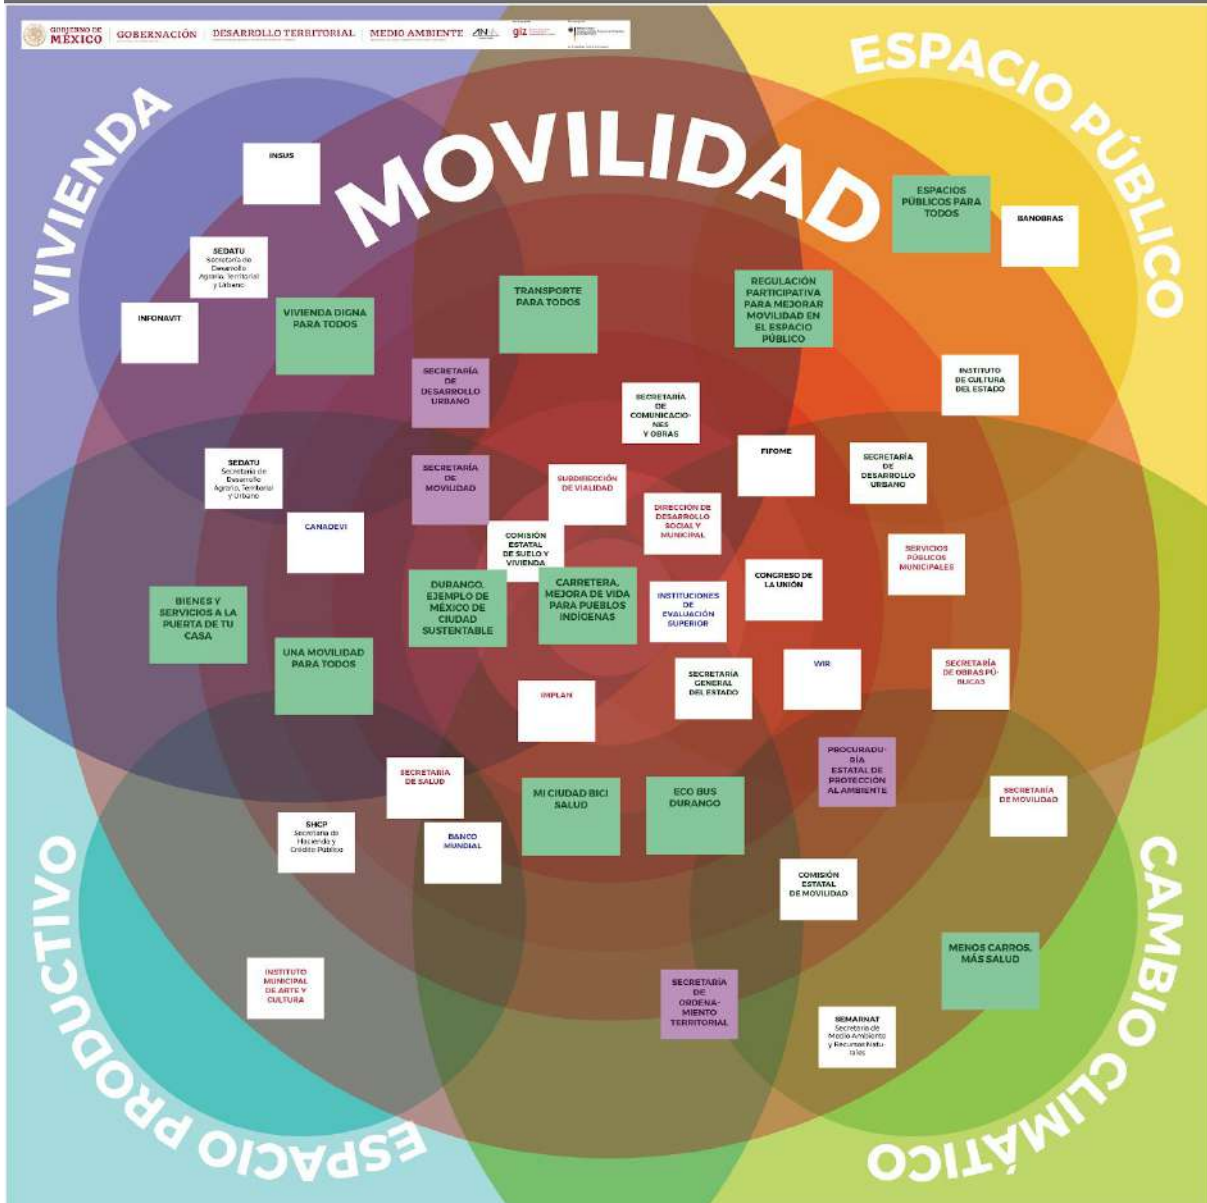 GOBIERNO DE
MÉXICO
GOBERNACIÓN
DESARROLLO TERRITORIAL
MEDIO AMBIENTE
giz
VIVIENDA
MOVILIDAD
ESPACIO PÚBLICO
INSUS
ESPACIOS
PÚBLICOS PARA
TODOS
BANOBRAS
SEDATU
Secretaría de
Desarrollo
Agrario, Territorial
y Urbano
INFONAVIT
VIVIENDA DIGNA
PARA TODOS
TRANSPORTE
PARA TODOS
REGULACIÓN
PARTICIPATIVA
PARA MEJORAR
MOVILIDAD EN
EL ESPACIO
PÚBLICO
SECRETARÍA
DE
DESARROLLO
URBANO
SECRETARÍA
DE
COMUNICACIO-
NES
Y OBRAS
INSTITUTO
DE CULTURA
DEL ESTADO
SEDATU
Secretaría de
Desarrollo
Agrario, Territorial
y Urbano
SECRETARÍA
DE
MOVILIDAD
SUBDIRECCIÓN
DE VIALIDAD
FIFOME
SECRETARÍA
DE
DESARROLLO
URBANO
CANADEVI
COMISIÓN
ESTATAL
DE SUELO Y
VIVIENDA
DIRECCIÓN DE
DESARROLLO
SOCIAL Y
MUNICIPAL
SERVICIOS
PÚBLICOS
MUNICIPALES
BIENES Y
SERVICIOS A LA
PUERTA DE TU
CASA
DURANGO,
EJEMPLO DE
MÉXICO DE
CIUDAD
SUSTENTABLE
CARRETERA,
MEJORA DE VIDA
PARA PUEBLOS
INDÍGENAS
INSTITUCIONES
DE
EVALUACIÓN
SUPERIOR
CONGRESO DE
LA UNIÓN
UNA MOVILIDAD
PARA TODOS
IMPLAN
SECRETARÍA
GENERAL
DEL ESTADO
WIR
SECRETARÍA
DE OBRAS PÚ-
BLICAS
SECRETARÍA
DE SALUD
MI CIUDAD BICI
SALUD
ECO BUS
DURANGO
PROCURADU-
RÍA
ESTATAL DE
PROTECCIÓN
AL AMBIENTE
SECRETARÍA
DE MOVILIDAD
SHCP
Secretaría de
Hacienda y
Crédito Público
BANCO
MUNDIAL
COMISIÓN
ESTATAL
DE MOVILIDAD
INSTITUTO
MUNICIPAL
DE ARTE Y
CULTURA
SECRETARÍA
DE
ORDENA-
MIENTO
TERRITORIAL
MENOS CARROS,
MÁS SALUD
SEMARNAT
Secretaría de
Medio Ambiente
y Recursos Natu-
rales
ESPACIO PRODUCTIVO
CAMBIO CLIMÁTICO